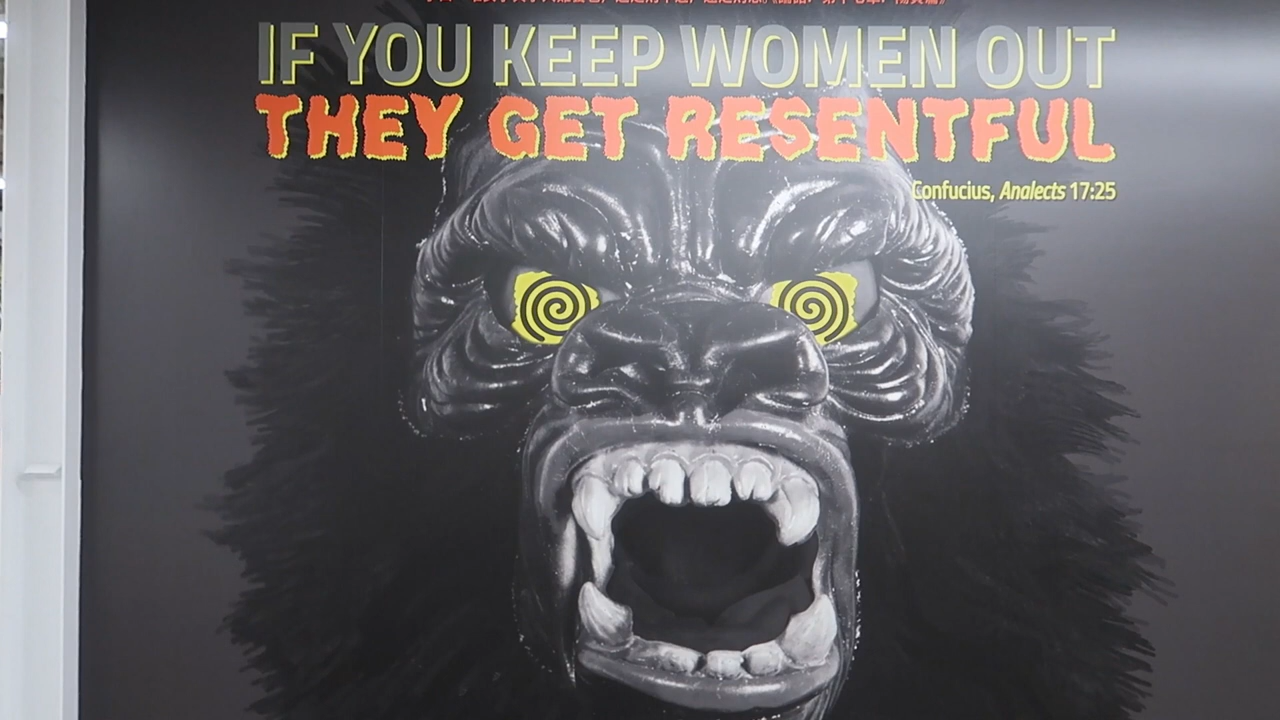 IF YOU KEEP WOMEN OUT
THEY GET RESENTFUL
Confucius, Analects 17:25